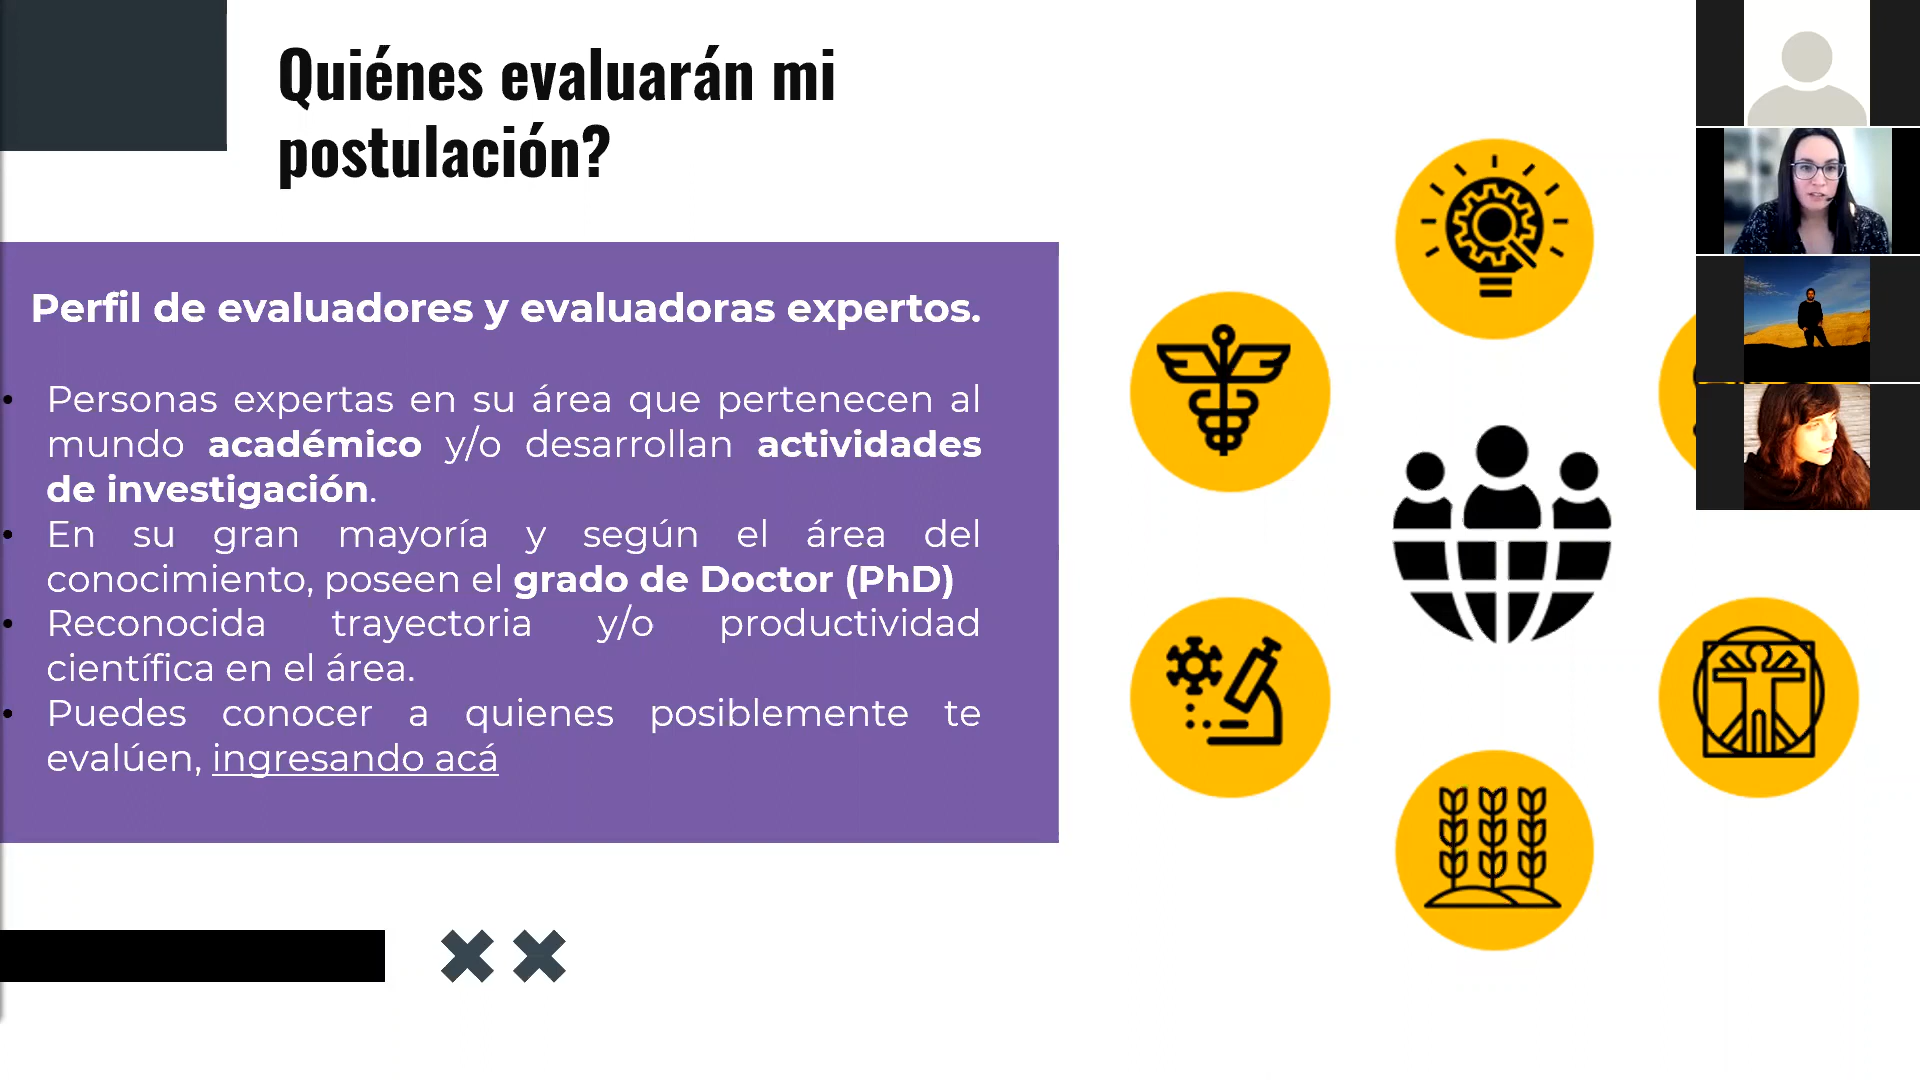 Quiénes evaluarán mi
postulación?
Perfil de evaluadores y evaluadoras expertos.
• Personas expertas en su área que pertenecen al
mundo académico y/o desarrollan actividades
de investigación.
• En su gran mayoría y según el área del
conocimiento, poseen el grado de Doctor (PhD)
• Reconocida trayectoria y/o productividad
científica en el área.
• Puedes conocer a quienes posiblemente te
evalúen, ingresando acá